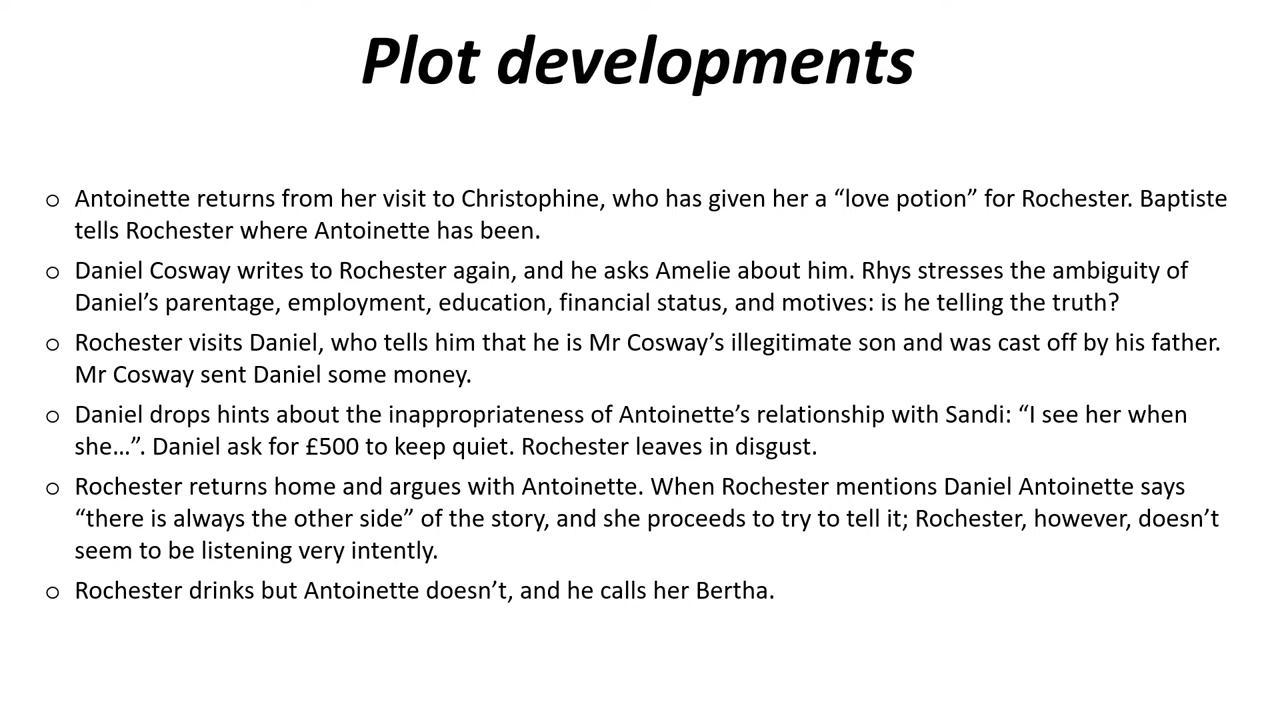 Plot developments
○ Antoinette returns from her visit to Christophine, who has given her a “love potion” for Rochester. Baptiste
tells Rochester where Antoinette has been.
○ Daniel Cosway writes to Rochester again, and he asks Amelie about him. Rhys stresses the ambiguity of
Daniel’s parentage, employment, education, financial status, and motives: is he telling the truth?
○ Rochester visits Daniel, who tells him that he is Mr Cosway’s illegitimate son and was cast off by his father.
Mr Cosway sent Daniel some money.
○ Daniel drops hints about the inappropriateness of Antoinette’s relationship with Sandi: “I see her when
she…”. Daniel ask for £500 to keep quiet. Rochester leaves in disgust.
○ Rochester returns home and argues with Antoinette. When Rochester mentions Daniel Antoinette says
“there is always the other side” of the story, and she proceeds to try to tell it; Rochester, however, doesn’t
seem to be listening very intently.
○ Rochester drinks but Antoinette doesn’t, and he calls her Bertha.